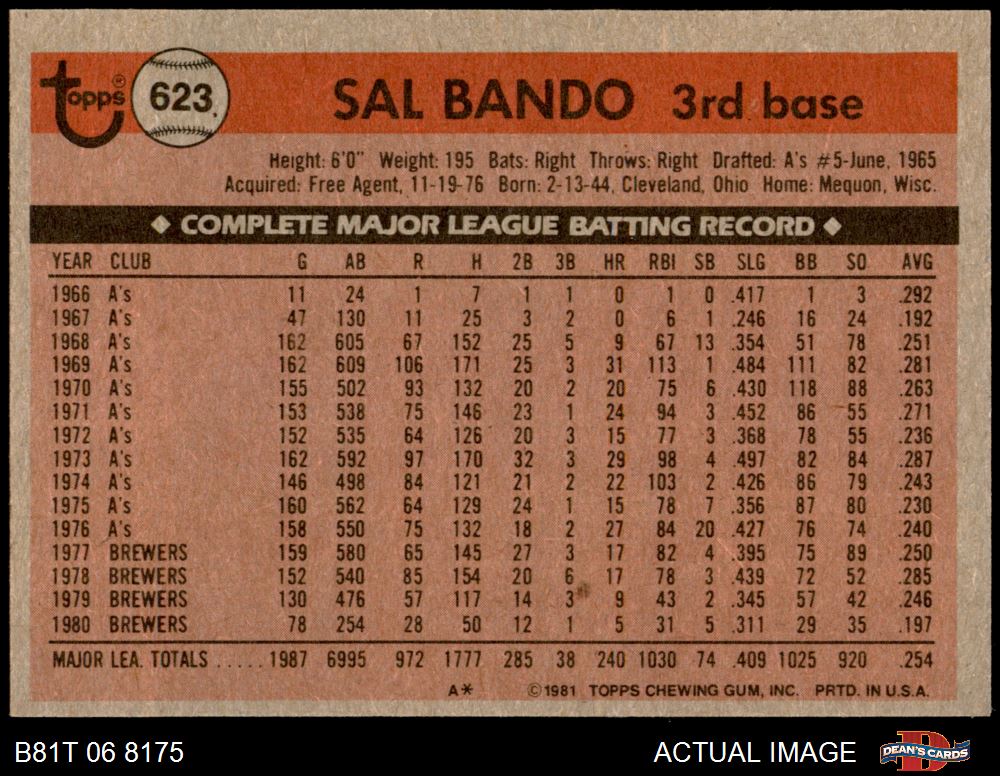 Topps® 623 SAL BANDO 3rd base
Height: 6'0" Weight: 195 Bats: Right Throws: Right Drafted: A's #5-June, 1965
Acquired: Free Agent, 11-19-76 Born: 2-13-44, Cleveland, Ohio Home: Mequon, Wisc.
◆ COMPLETE MAJOR LEAGUE BATTING RECORD ◆
YEAR CLUB G AB R H 2B 3B HR RBI SB SLG BB SO AVG
1966 A's 11 24 1 7 1 1 0 1 0 .417 1 3 .292
1967 A's 47 130 11 25 3 2 0 6 1 .246 16 24 .192
1968 A's 162 605 67 152 25 5 9 67 13 .354 51 78 .251
1969 A's 162 609 106 171 25 3 31 113 1 .484 111 82 .281
1970 A's 155 502 93 132 20 2 20 75 6 .430 118 88 .263
1971 A's 153 538 75 146 23 1 24 94 3 .452 86 55 .271
1972 A's 152 535 64 126 20 3 15 77 3 .368 78 55 .236
1973 A's 162 592 97 170 32 3 29 98 4 .497 82 84 .287
1974 A's 146 498 84 121 21 2 22 103 2 .426 86 79 .243
1975 A's 160 562 64 129 24 1 15 78 7 .356 87 80 .230
1976 A's 158 550 75 132 18 2 27 84 20 .427 76 74 .240
1977 BREWERS 159 580 65 145 27 3 17 82 4 .395 75 89 .250
1978 BREWERS 152 540 85 154 20 6 17 78 3 .439 72 52 .285
1979 BREWERS 130 476 57 117 14 3 9 43 2 .345 57 42 .246
1980 BREWERS 78 254 28 50 12 1 5 31 5 .311 29 35 .197
MAJOR LEA. TOTALS ..... 1987 6995 972 1777 285 38 240 1030 74 .409 1025 920 .254
A* ©1981 TOPPS CHEWING GUM, INC. PRTD. IN U.S.A.
B81T 06 8175 ACTUAL IMAGE DEAN'S CARDS